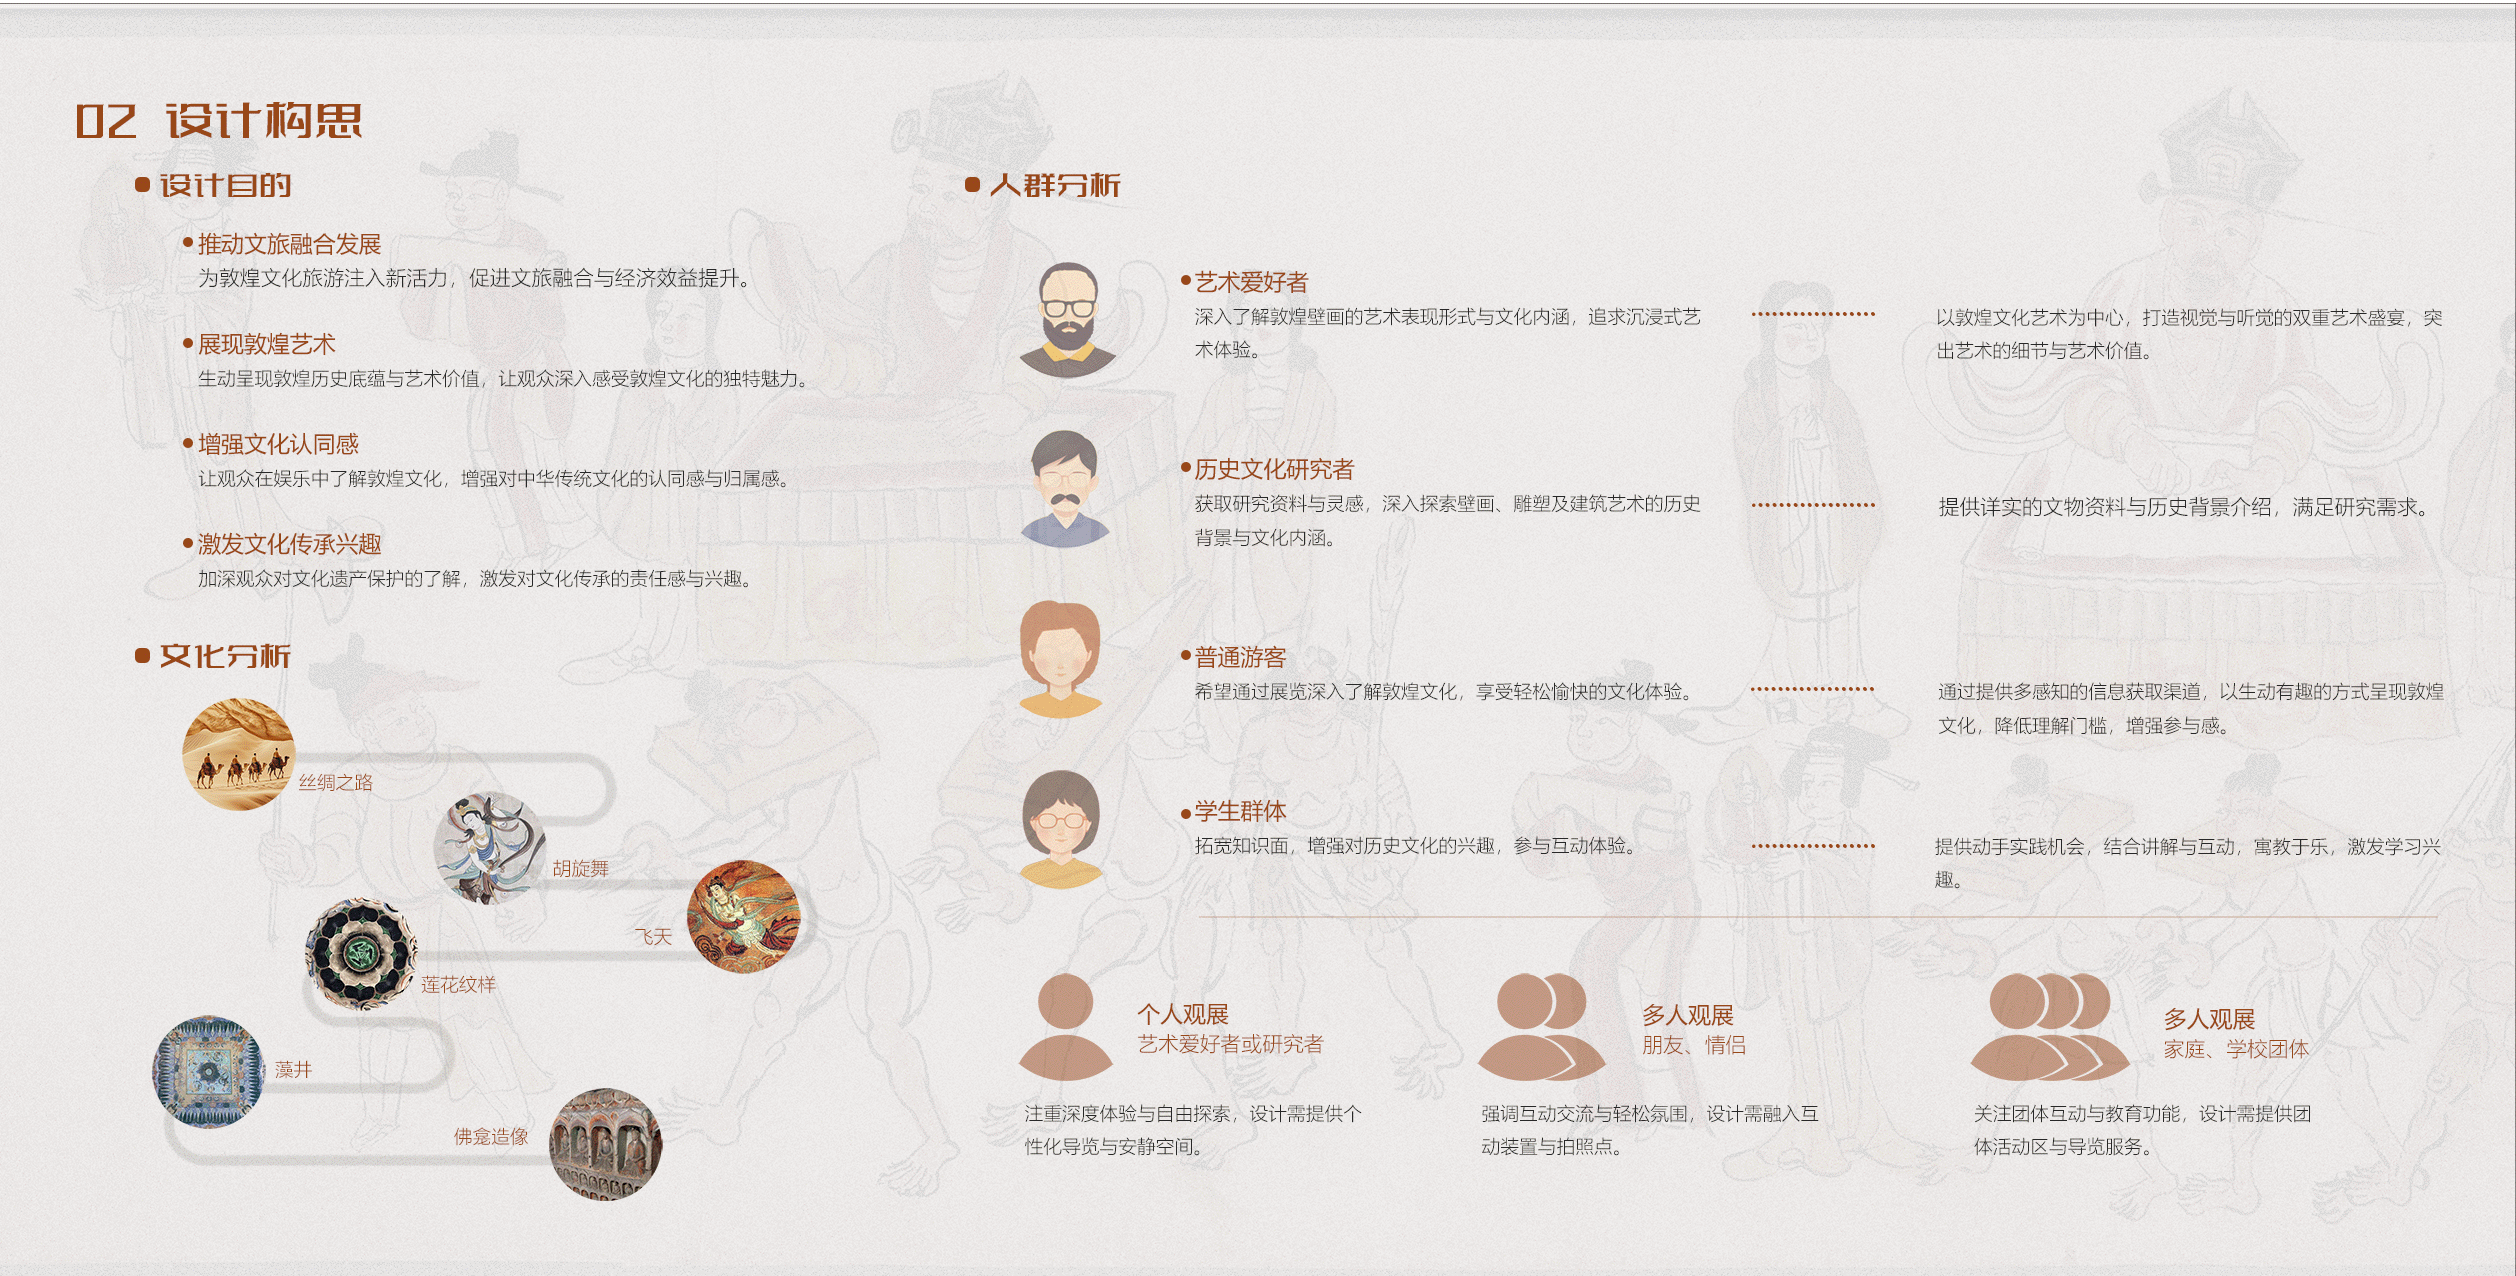 02 设计构思
设计目的
推动文旅融合发展
为敦煌文化旅游注入新活力，促进文旅融合与经济效益提升。
展现敦煌艺术
生动呈现敦煌历史底蕴与艺术价值，让观众深入感受敦煌文化的独特魅力。
增强文化认同感
让观众在娱乐中了解敦煌文化，增强对中华传统文化的认同感与归属感。
激发文化传承兴趣
加深观众对文化遗产保护的了解，激发对文化传承的责任感与兴趣。
文化分析
丝绸之路
胡旋舞
飞天
莲花纹样
藻井
佛龛造像
人群分析
艺术爱好者
深入了解敦煌壁画的艺术表现形式与文化内涵，追求沉浸式艺
术体验。
以敦煌文化艺术为中心，打造视觉与听觉的双重艺术盛宴，突
出艺术的细节与艺术价值。
历史文化研究者
获取研究资料与灵感，深入探索壁画、雕塑及建筑艺术的历史
背景与文化内涵。
提供详实的文物资料与历史背景介绍，满足研究需求。
普通游客
希望通过展览深入了解敦煌文化，享受轻松愉快的文化体验。
通过提供多感知的信息获取渠道，以生动有趣的方式呈现敦煌
文化，降低理解门槛，增强参与感。
学生群体
拓宽知识面，增强对历史文化的兴趣，参与互动体验。
提供动手实践机会，结合讲解与互动，寓教于乐，激发学习兴
趣。
个人观展
艺术爱好者或研究者
注重深度体验与自由探索，设计需提供个
性化导览与安静空间。
多人观展
朋友、情侣
强调互动交流与轻松氛围，设计需融入互
动装置与拍照点。
多人观展
家庭、学校团体
关注团体互动与教育功能，设计需提供团
体活动区与导览服务。